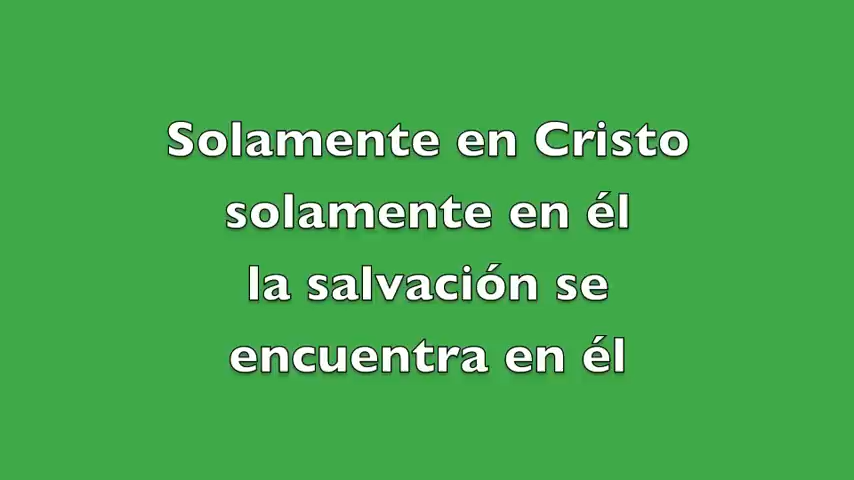 Solamente en Cristo
solamente en él
la salvación se
encuentra en él